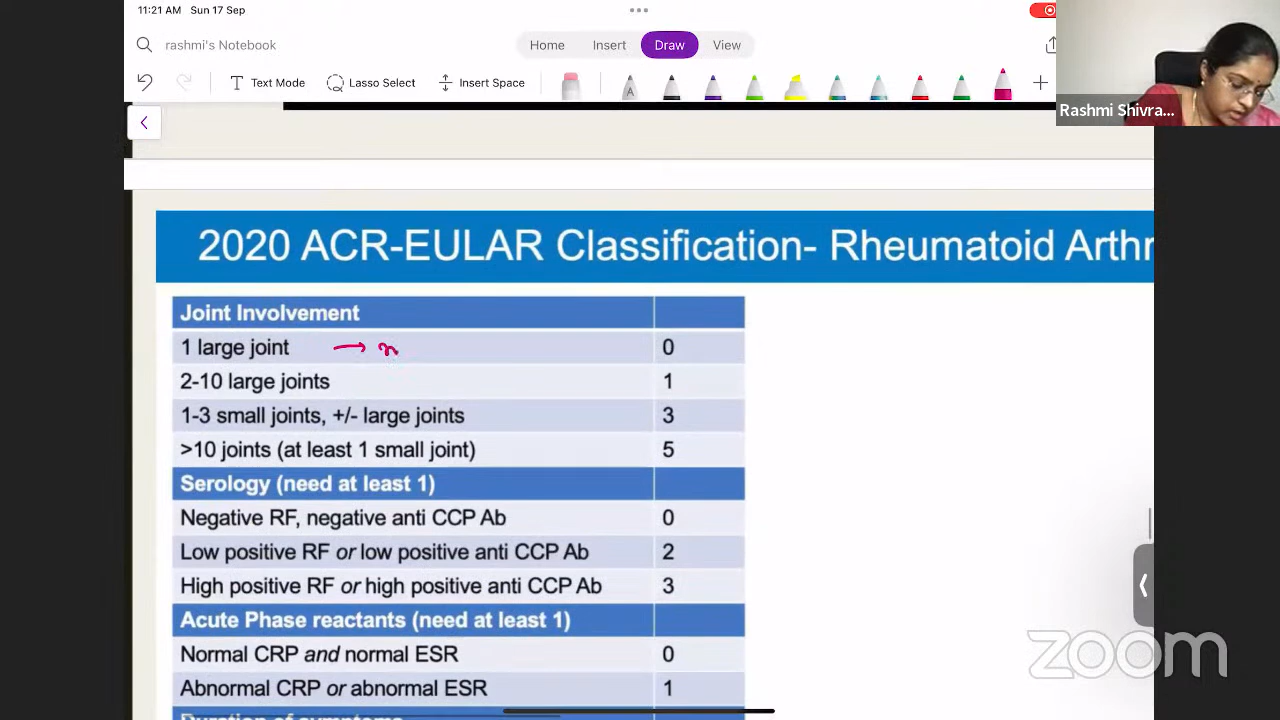 11:21 AM Sun 17 Sep
rashmi's Notebook
Home Insert Draw View
Text Mode Lasso Select Insert Space
A
Rashmi Shivra...
2020 ACR-EULAR Classification- Rheumatoid Arthr
Joint Involvement
1 large joint 0
2-10 large joints 1
1-3 small joints, +/- large joints 3
>10 joints (at least 1 small joint) 5
Serology (need at least 1)
Negative RF, negative anti CCP Ab 0
Low positive RF or low positive anti CCP Ab 2
High positive RF or high positive anti CCP Ab 3
Acute Phase reactants (need at least 1)
Normal CRP and normal ESR 0
Abnormal CRP or abnormal ESR 1
Duration of symptoms
zoom